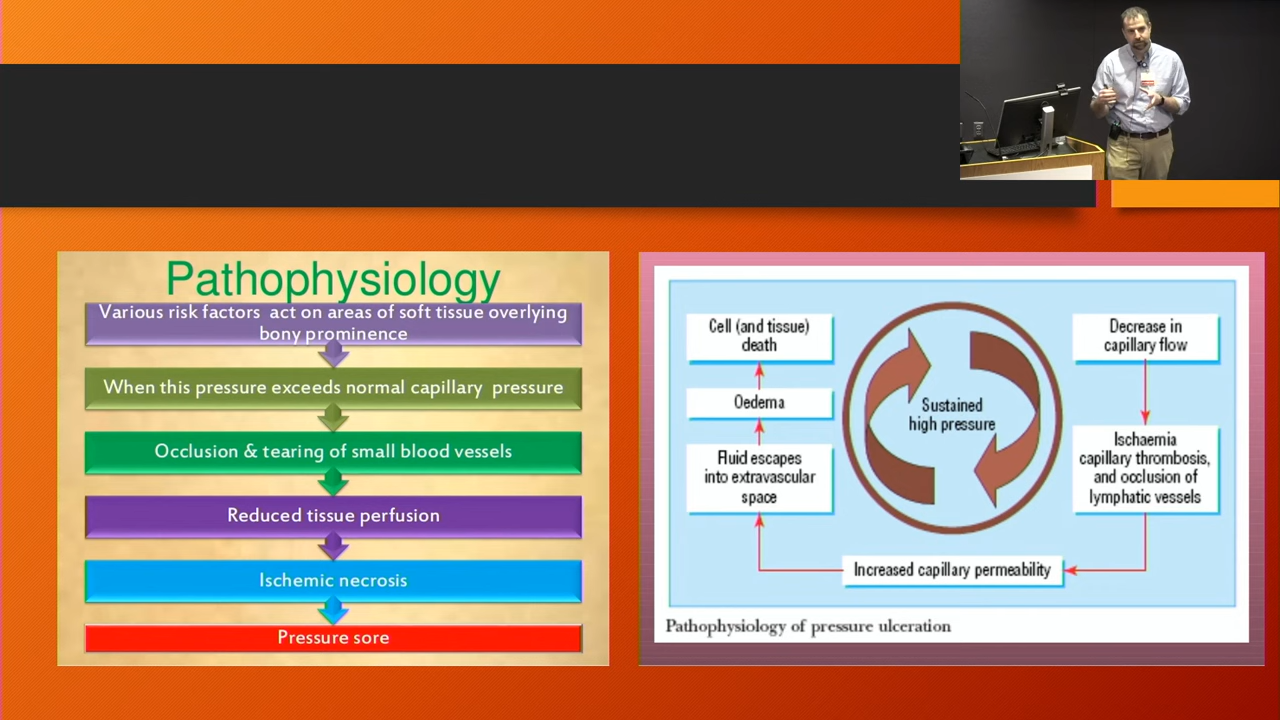 Pathophysiology
Various risk factors act on areas of soft tissue overlying
bony prominence
When this pressure exceeds normal capillary pressure
Occlusion & tearing of small blood vessels
Reduced tissue perfusion
Ischemic necrosis
Pressure sore
Cell (and tissue)
death
Oedema
Fluid escapes
into extravascular
space
Sustained
high pressure
Decrease in
capillary flow
Ischaemia
capillary thrombosis,
and occlusion of
lymphatic vessels
Increased capillary permeability
Pathophysiology of pressure ulceration